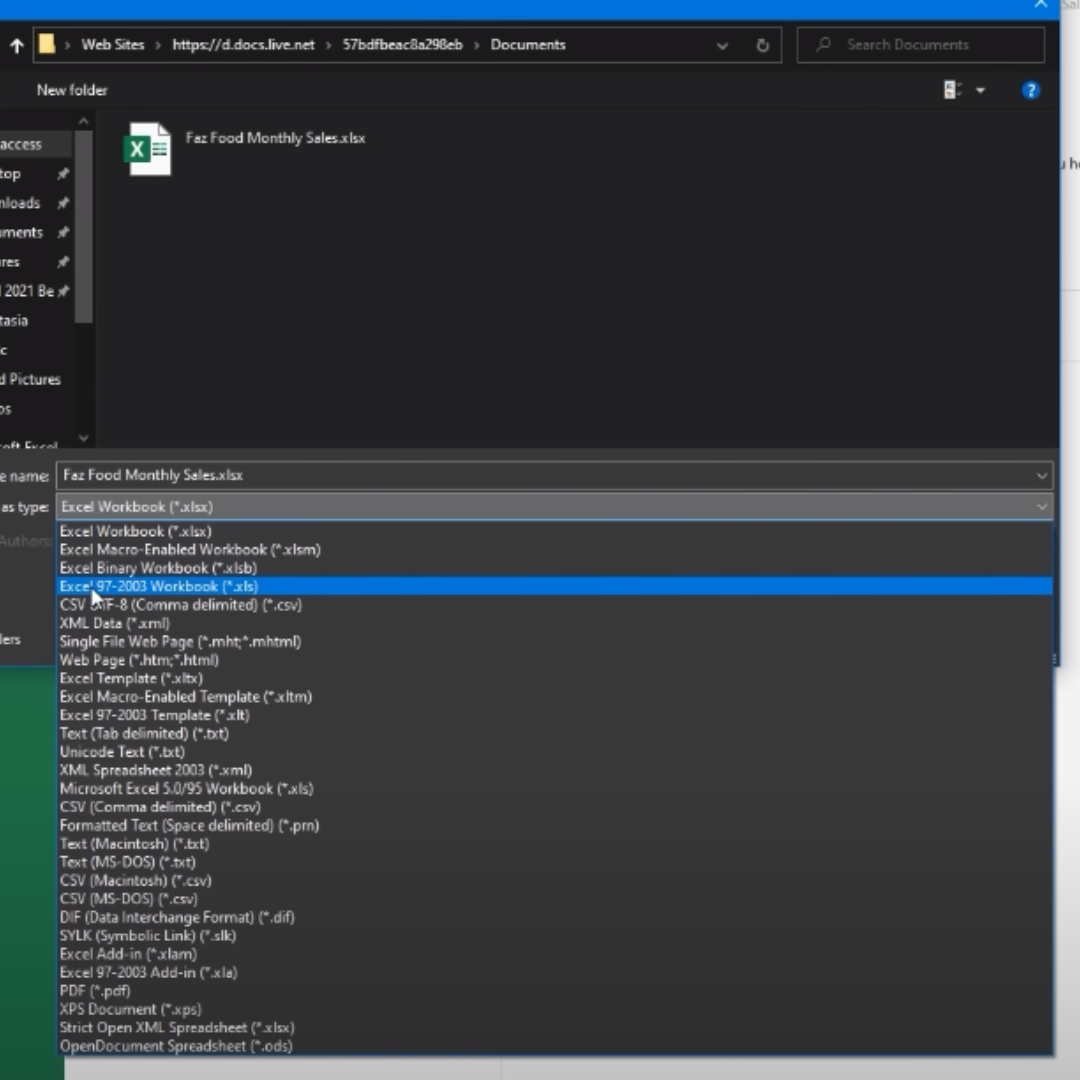 Web Sites > https://d.docs.live.net > 57bdfbeac8a298eb > Documents
Search Documents
New folder
access
top
nloads
uments
res
2021 Be
tasia
c
d Pictures
os
Faz Food Monthly Sales.xlsx
e name: Faz Food Monthly Sales.xlsx
as type: Excel Workbook (*.xlsx)
Authors:
ders
Excel Workbook (*.xlsx)
Excel Macro-Enabled Workbook (*.xlsm)
Excel Binary Workbook (*.xlsb)
Excel 97-2003 Workbook (*.xls)
CSV UTF-8 (Comma delimited) (*.csv)
XML Data (*.xml)
Single File Web Page (*.mht;*.mhtml)
Web Page (*.htm;*.html)
Excel Template (*.xltx)
Excel Macro-Enabled Template (*.xltm)
Excel 97-2003 Template (*.xlt)
Text (Tab delimited) (*.txt)
Unicode Text (*.txt)
XML Spreadsheet 2003 (*.xml)
Microsoft Excel 5.0/95 Workbook (*.xls)
CSV (Comma delimited) (*.csv)
Formatted Text (Space delimited) (*.prn)
Text (Macintosh) (*.txt)
Text (MS-DOS) (*.txt)
CSV (Macintosh) (*.csv)
CSV (MS-DOS) (*.csv)
DIF (Data Interchange Format) (*.dif)
SYLK (Symbolic Link) (*.slk)
Excel Add-in (*.xlam)
Excel 97-2003 Add-in (*.xla)
PDF (*.pdf)
XPS Document (*.xps)
Strict Open XML Spreadsheet (*.xlsx)
OpenDocument Spreadsheet (*.ods)